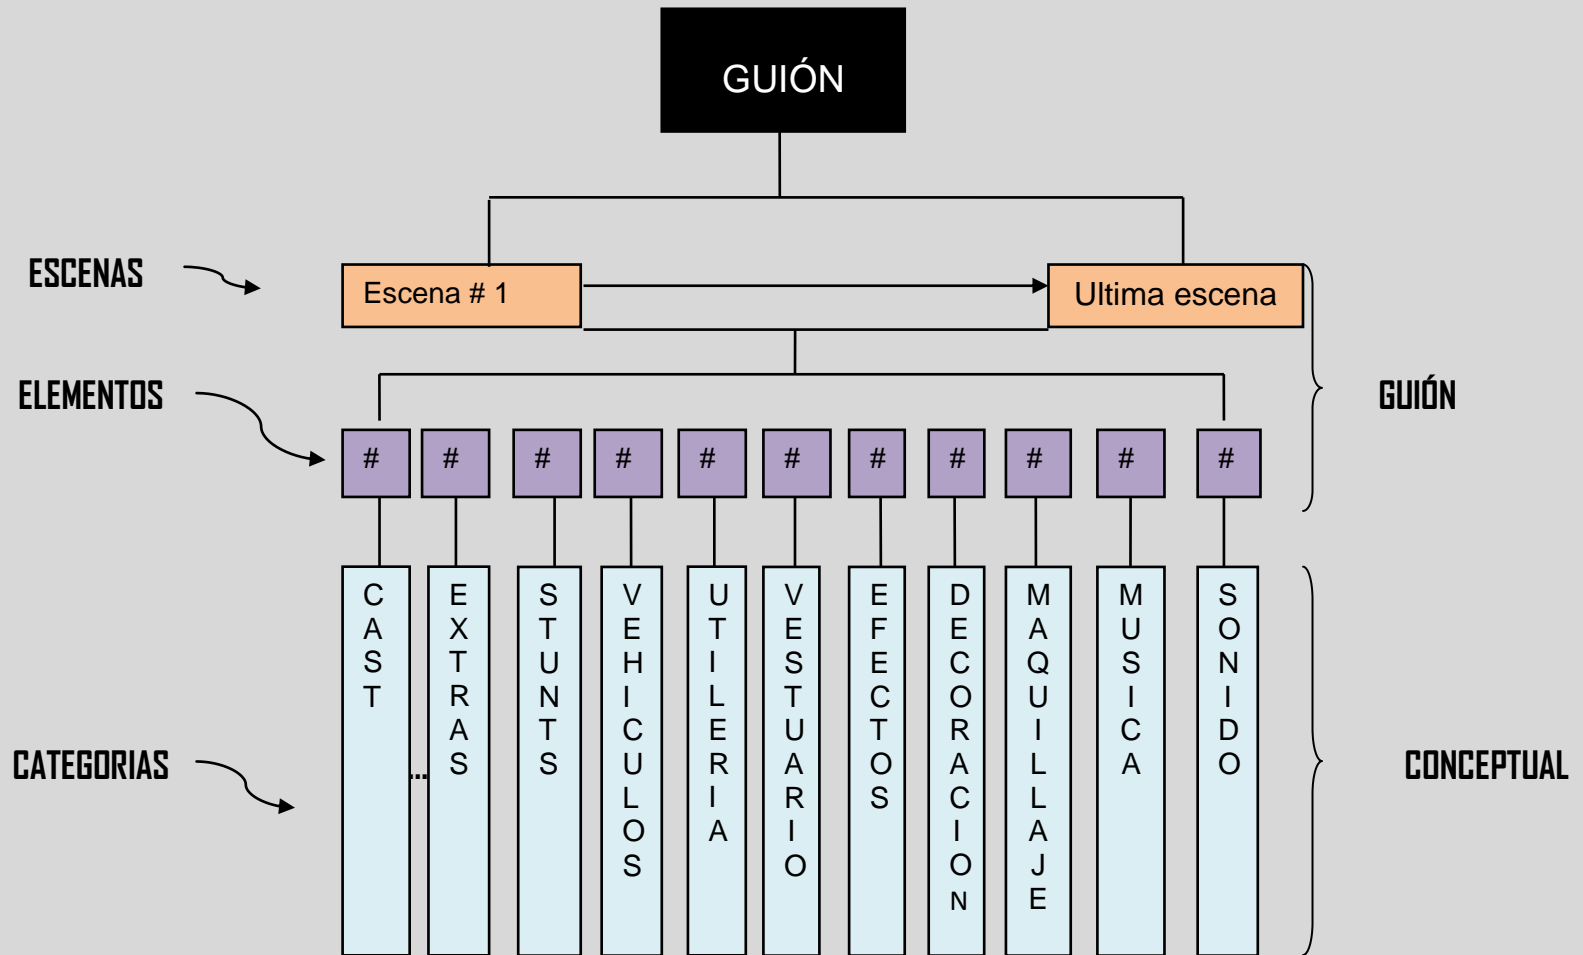 GUIÓN
ESCENAS
Escena # 1
Ultima escena
ELEMENTOS
GUIÓN
# # # # # # # # # # #
CAST
EXTRAS
STUNTS
VEHICULOS
UTILERIA
VESTUARIO
EFECTOS
DECORACION
MAQUILLAJE
MUSICA
SONIDO
CATEGORIAS
...
CONCEPTUAL